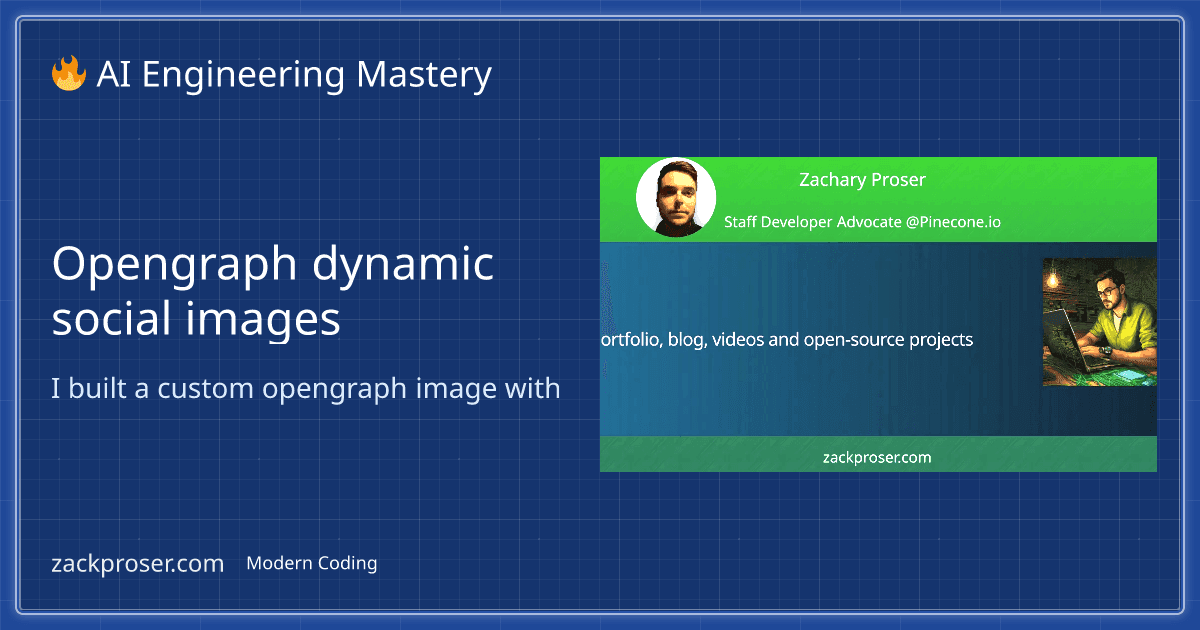 🔥 AI Engineering Mastery
Opengraph dynamic
social images
I built a custom opengraph image with
Zachary Proser
Staff Developer Advocate @Pinecone.io
ortfolio, blog, videos and open-source projects
zackproser.com
zackproser.com
Modern Coding